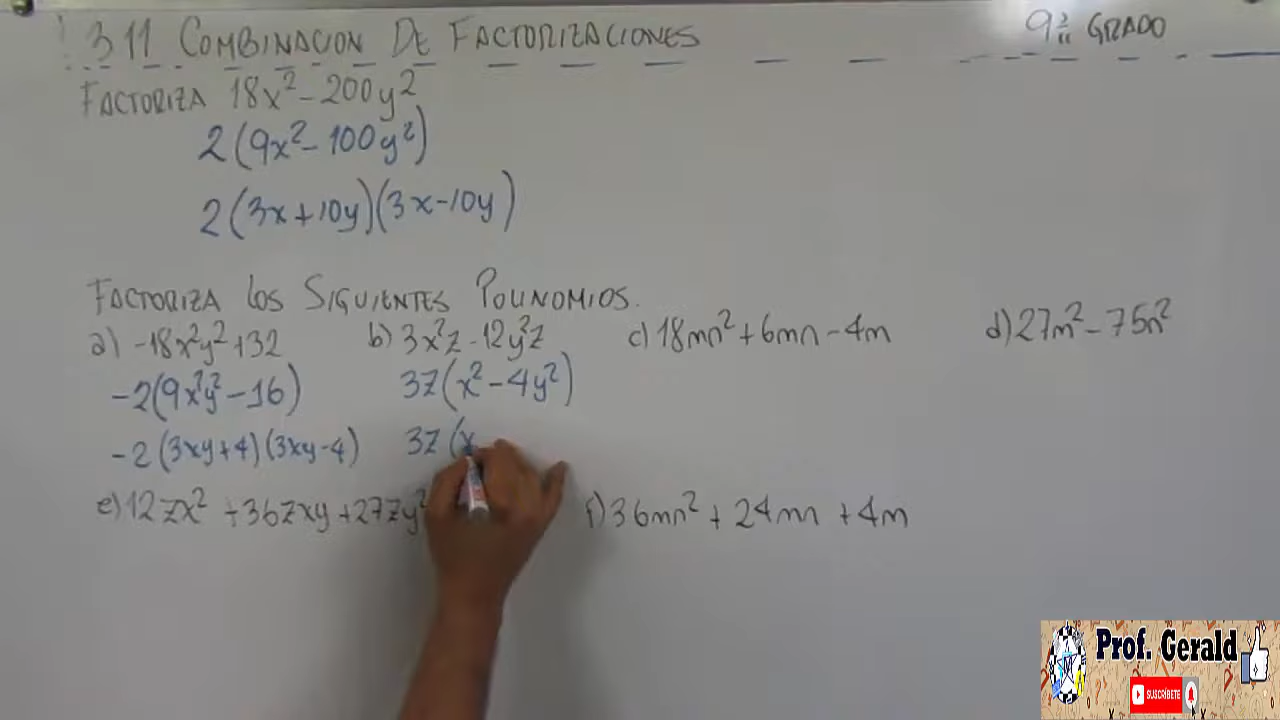 3.11 COMBINACION DE FACTORIZACIONES
9º GRADO
FACTORIZA 18x² - 200y²
2(9x² - 100y²)
2(3x + 10y)(3x - 10y)
FACTORIZA LOS SIGUIENTES POLINOMIOS.
a) -18x²y² + 32
b) 3x²z - 12y²z
c) 18mn² + 6mn - 4m
d) 27m² - 75n²
-2(9x²y² - 16)
3z(x² - 4y²)
-2(3xy + 4)(3xy - 4)
3z(x
e) 12zx² + 36zxy + 27zy²
f) 36mn² + 24mn + 4m
Prof. Gerald
SUSCRÍBETE